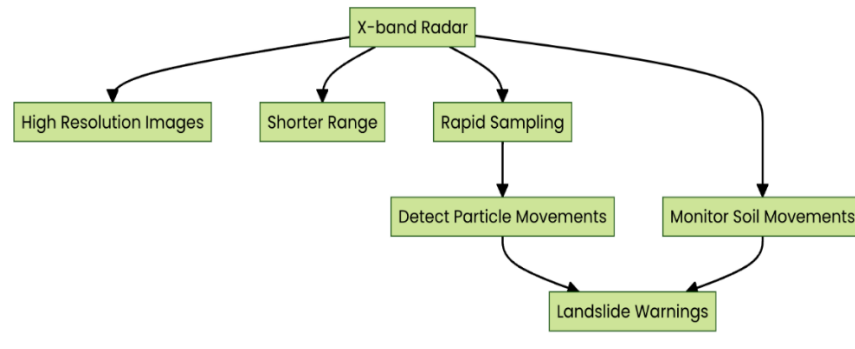 X-band Radar
High Resolution Images
Shorter Range
Rapid Sampling
Detect Particle Movements
Monitor Soil Movements
Landslide Warnings